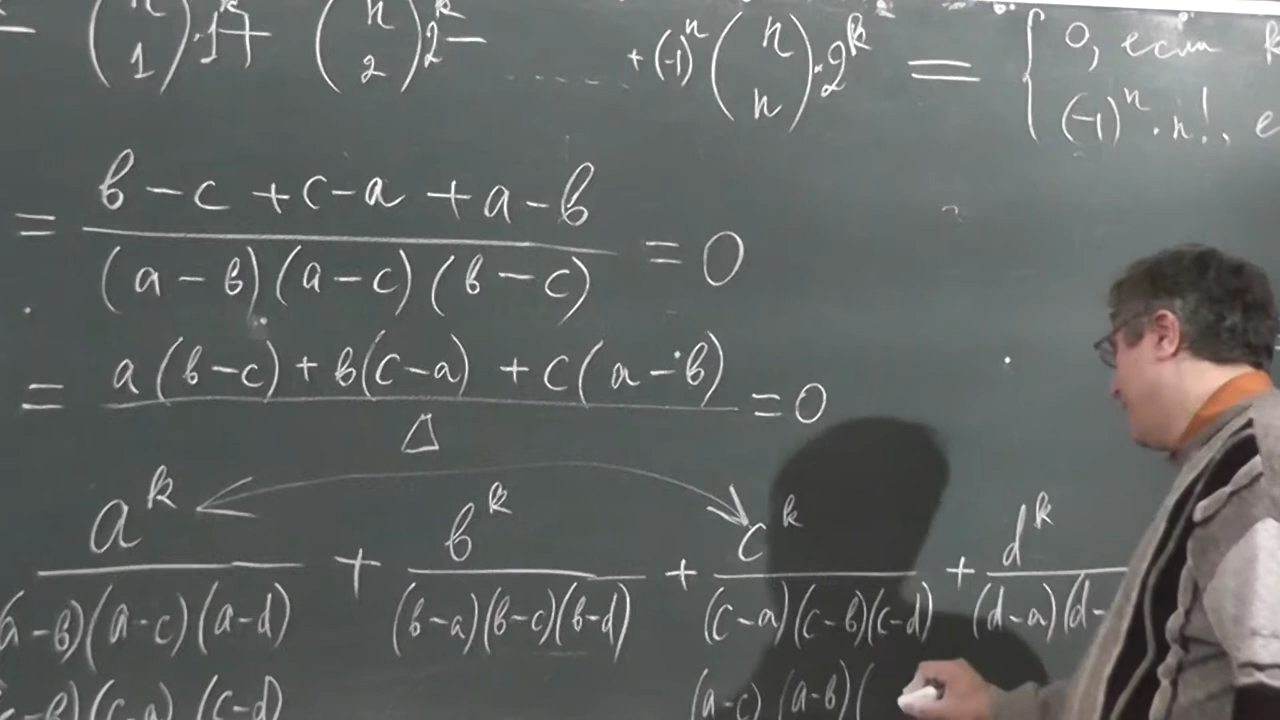 − (n 1)·1^k + (n 2) 2^k − ..... + (-1)^n (n n)·2^k = { 0, если k
(-1)^n · n!, е
= (в − с + с − а + а − в) / ((а − в)(а − с)(в − с)) = 0
= (а(в−с) + в(с−а) + с(а−в)) / Δ = 0
a^k / ((а−в)(а−с)(а−d)) + в^k / ((в−а)(в−с)(в−d)) + c^k / ((с−а)(с−в)(с−d)) + d^k / ((d−а)(d−
с−в)(с−а)(с−d) (а−с)(а−в)(